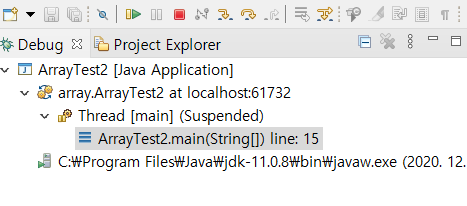 Debug Project Explorer
ArrayTest2 [Java Application]
array.ArrayTest2 at localhost:61732
Thread [main] (Suspended)
ArrayTest2.main(String[]) line: 15
C:₩Program Files₩Java₩jdk-11.0.8₩bin₩javaw.exe (2020. 12.